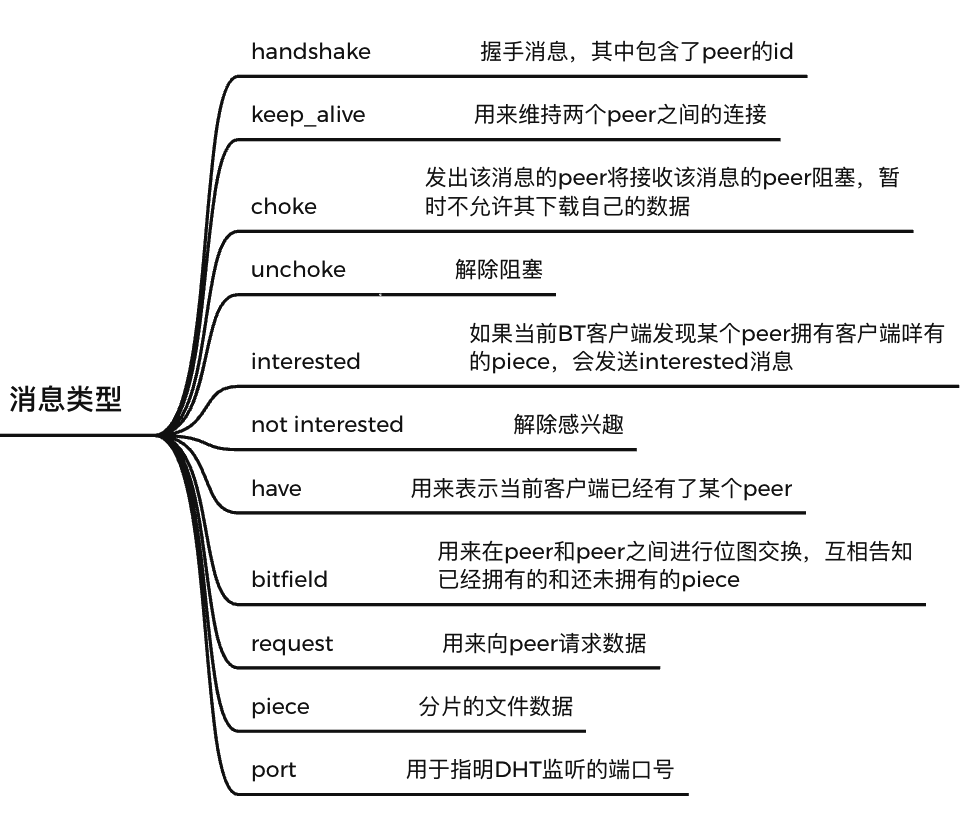 消息类型
handshake 握手消息，其中包含了peer的id
keep_alive 用来维持两个peer之间的连接
choke 发出该消息的peer将接收该消息的peer阻塞，暂
时不允许其下载自己的数据
unchoke 解除阻塞
interested 如果当前BT客户端发现某个peer拥有客户端咩有
的piece，会发送interested消息
not interested 解除感兴趣
have 用来表示当前客户端已经有了某个peer
bitfield 用来在peer和peer之间进行位图交换，互相告知
已经拥有的和还未拥有的piece
request 用来向peer请求数据
piece 分片的文件数据
port 用于指明DHT监听的端口号